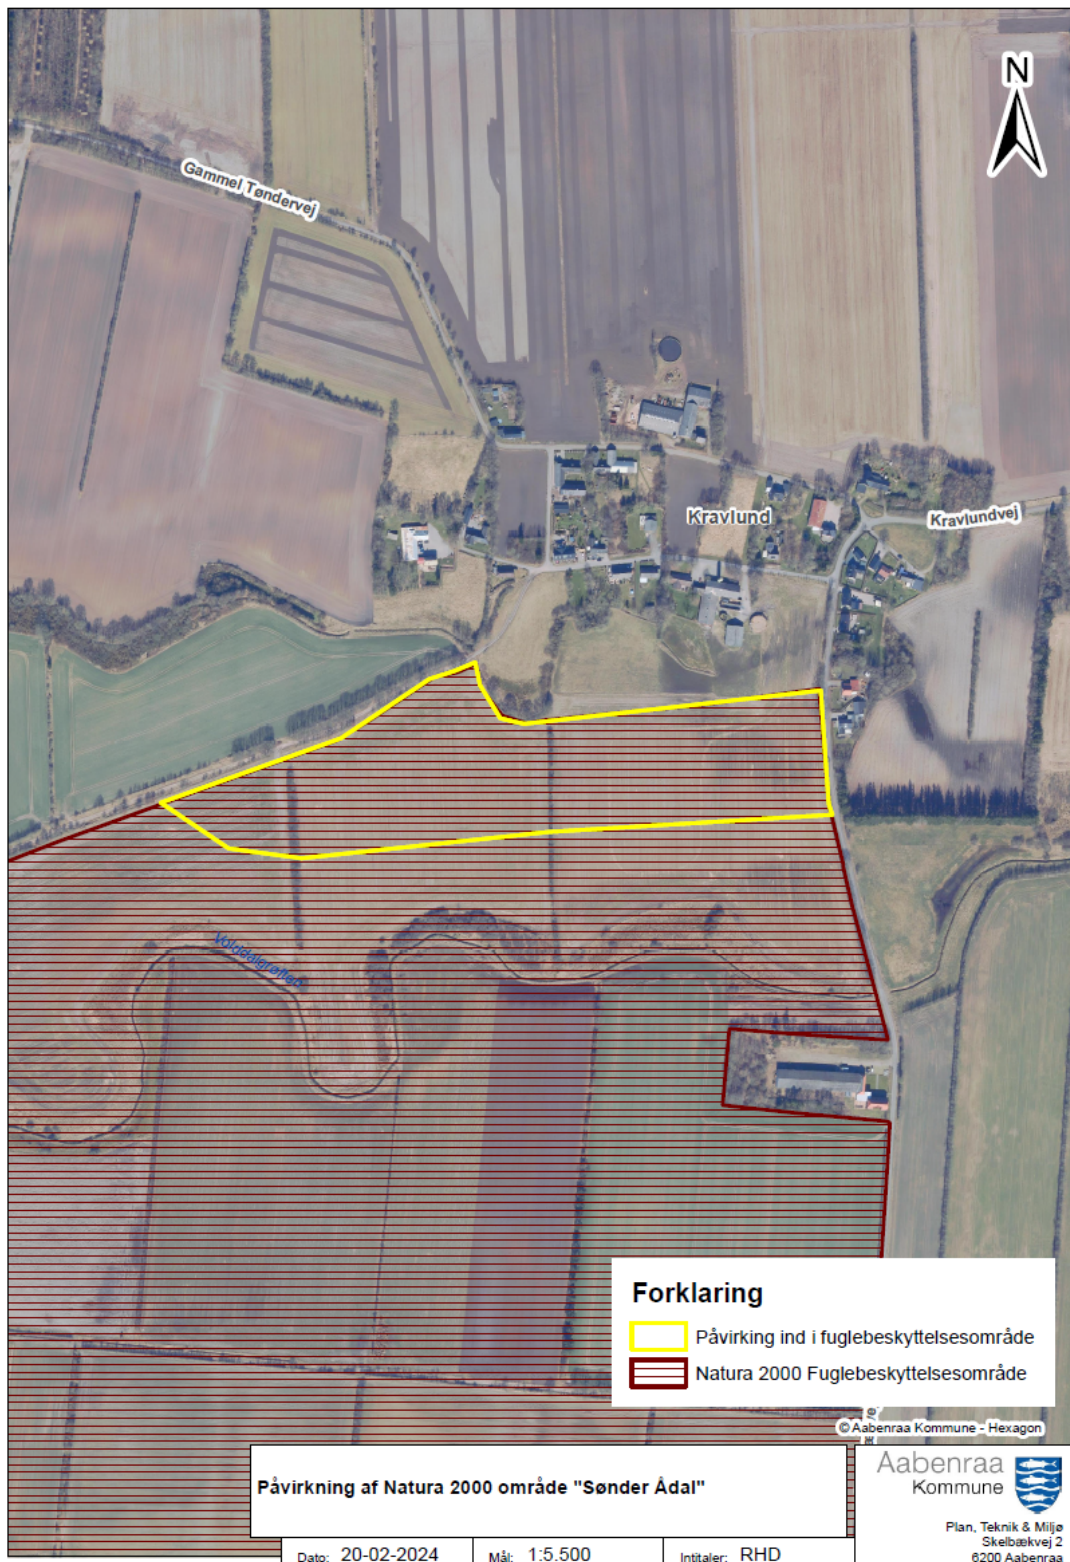 N
Gammel Tøndervej
Kravlund
Kravlundvej
Forklaring
Påvirking ind i fuglebeskyttelsesområde
Natura 2000 Fuglebeskyttelsesområde
© Aabenraa Kommune - Hexagon
Påvirkning af Natura 2000 område "Sønder Ådal"
Aabenraa
Kommune
Plan, Teknik & Miljø
Skelbækvej 2
6200 Aabenraa
Dato: 20-02-2024 Mål: 1:5.500 Intitaler: RHD